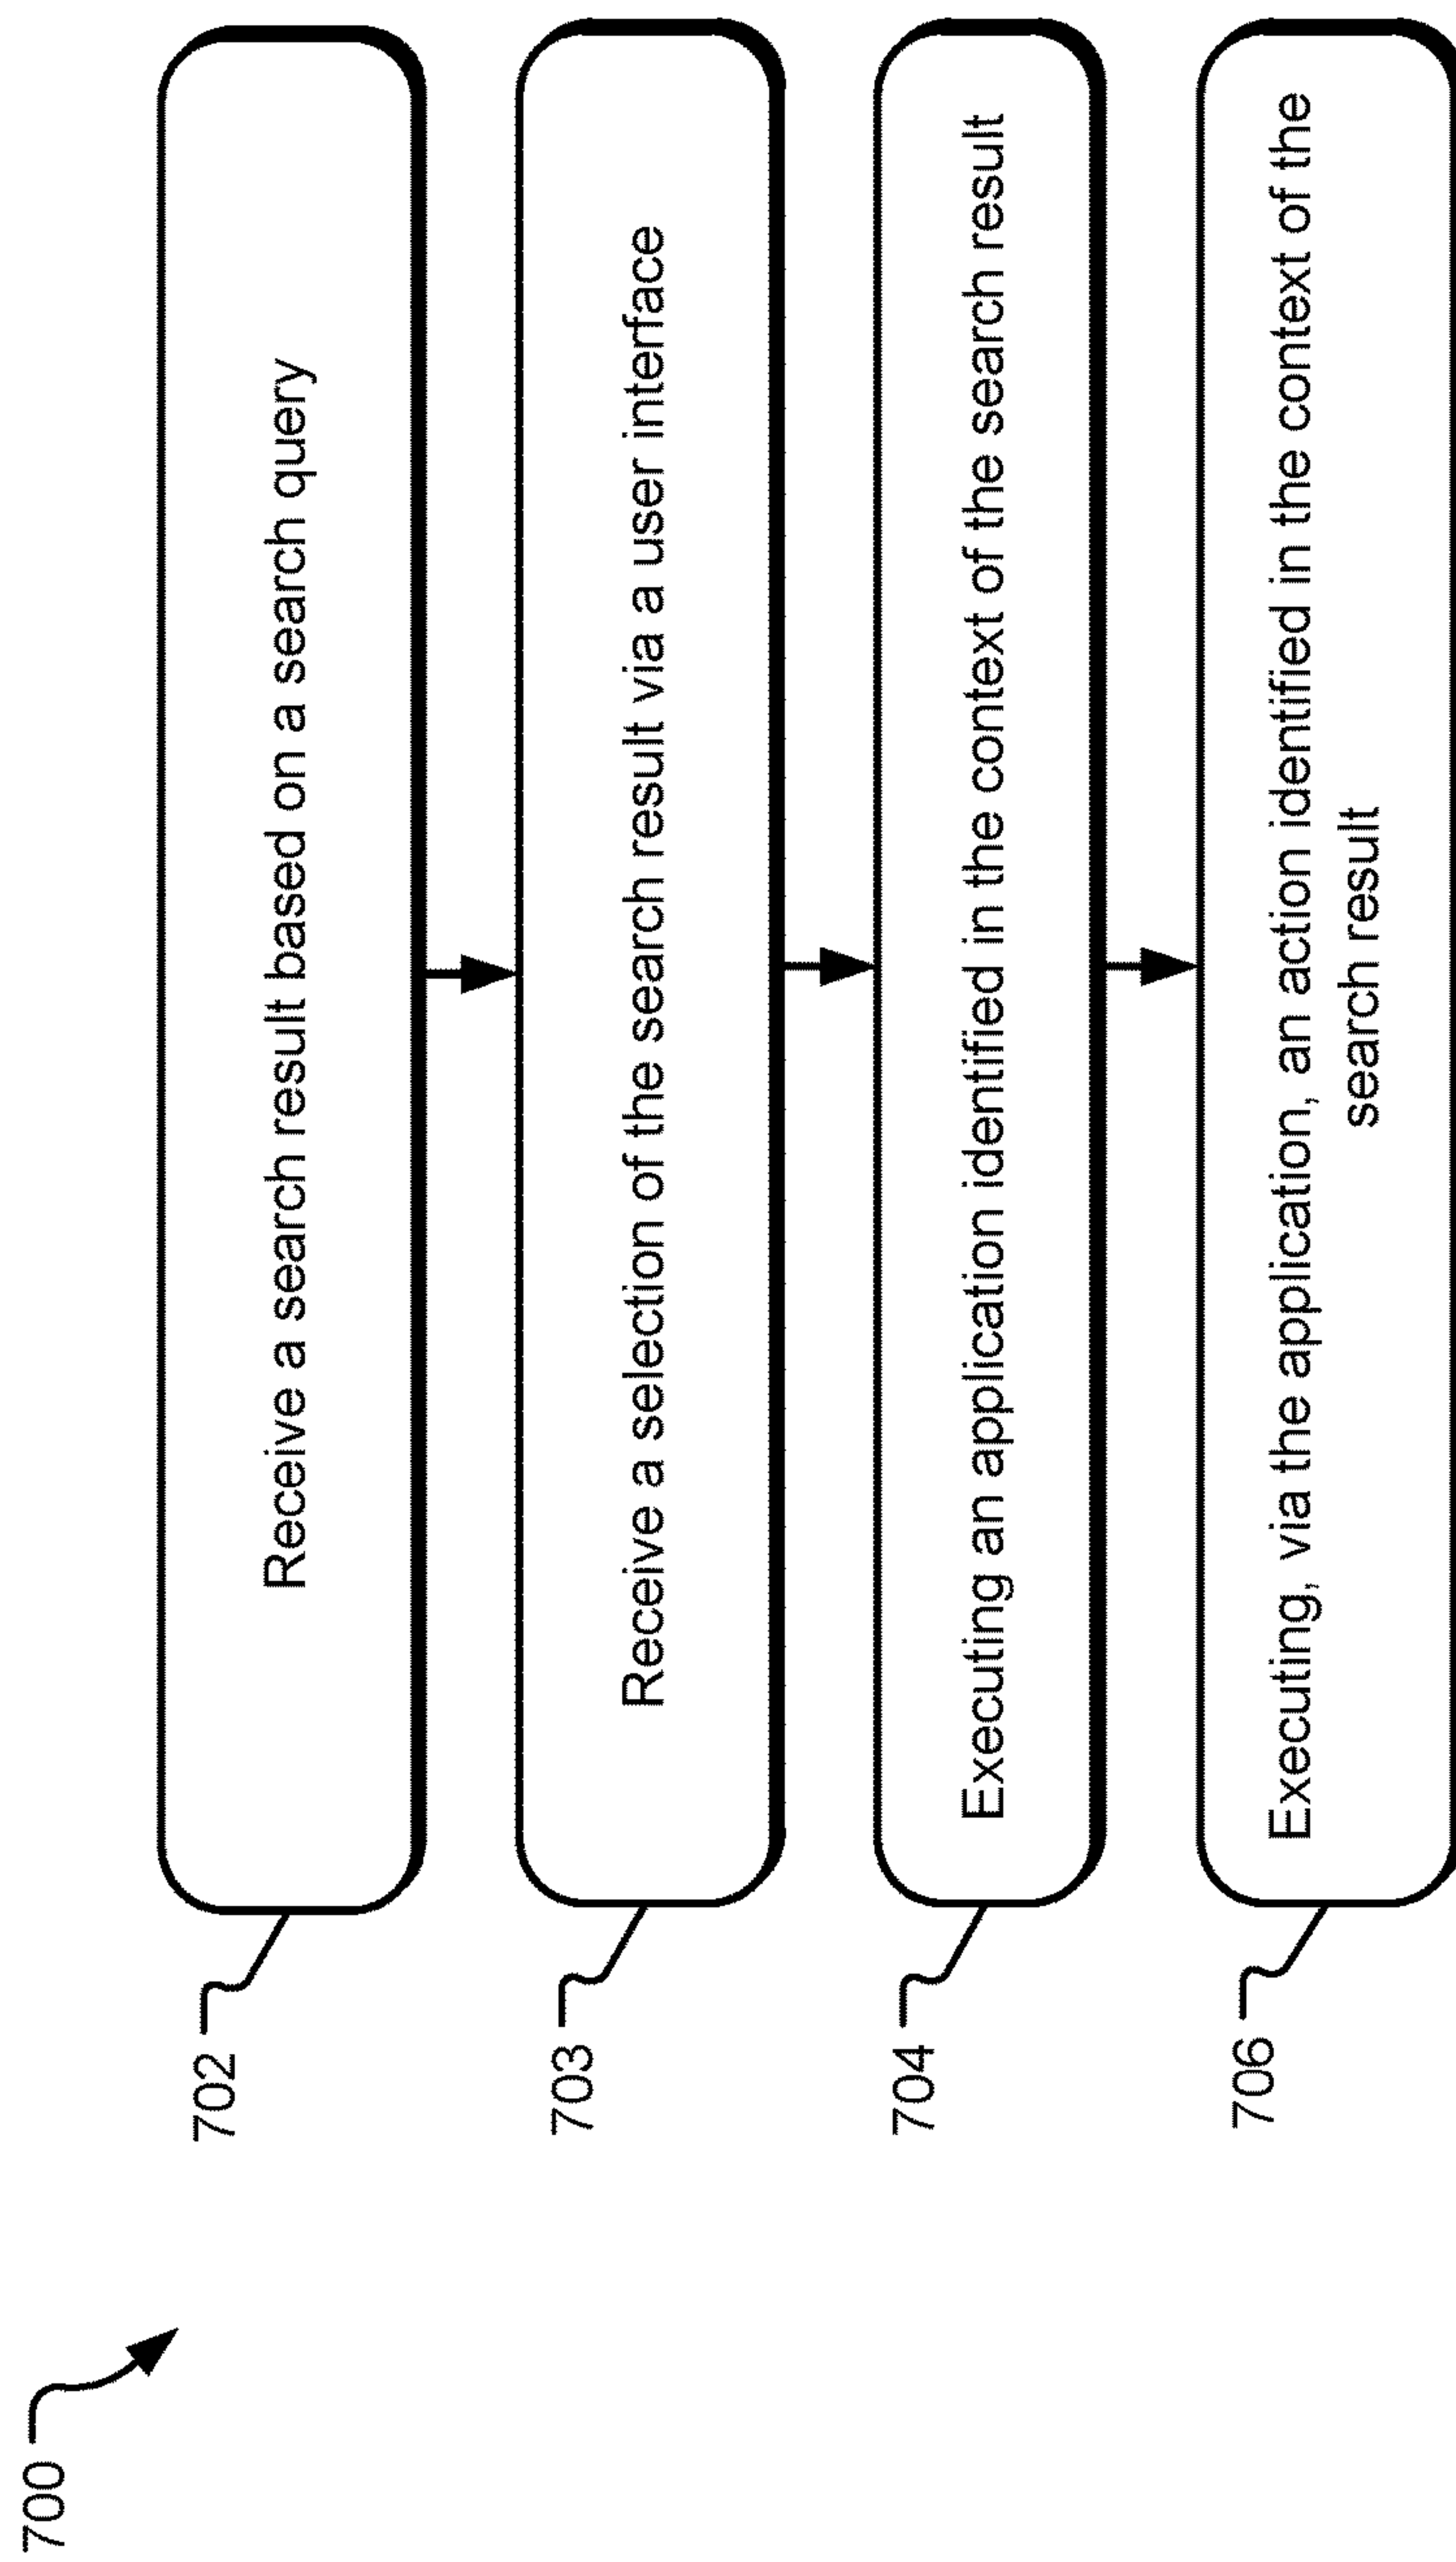 700
702
Receive a search result based on a search query
703
Receive a selection of the search result via a user interface
704
Executing an application identified in the context of the search result
706
Executing, via the application, an action identified in the context of the
search result